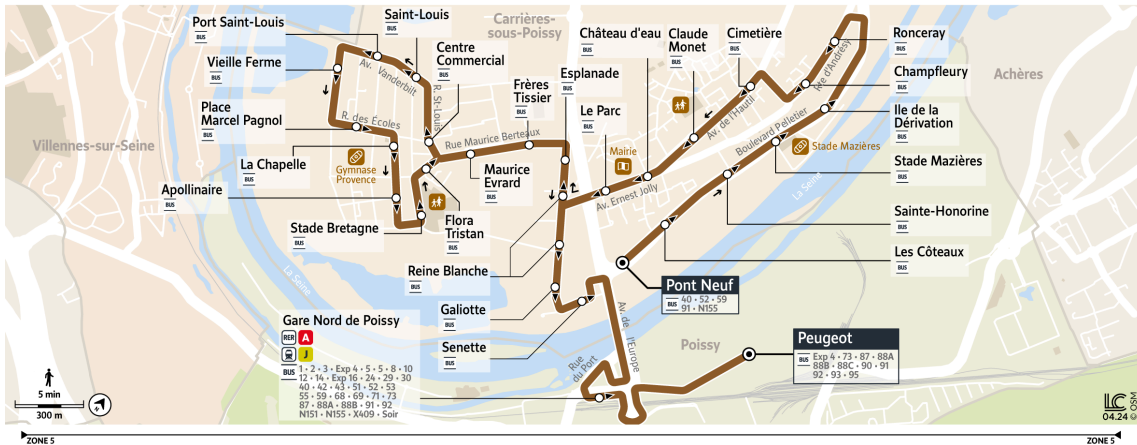 Port Saint-Louis
BUS
Saint-Louis
BUS
Carrières-
sous-Poissy
Château d'eau
BUS
Claude
Monet
BUS
Cimetière
BUS
Ronceray
BUS
Vieille Ferme
BUS
Centre
Commercial
BUS
Esplanade
BUS
Champfleury
BUS
Achères
Av. Vanderbilt
R. St-Louis
Rte d'Andrésy
Frères
Tissier
BUS
Place
Marcel Pagnol
BUS
R. des Écoles
Le Parc
BUS
Av. de l'Hautil
Boulevard Pelletier
Ile de la
Dérivation
BUS
Villennes-sur-Seine
Rue Maurice Berteaux
La Chapelle
BUS
Gymnase
Provence
Maurice
Evrard
BUS
Mairie
Stade Mazières
Stade Mazières
BUS
Apollinaire
BUS
Av. Ernest Jolly
La Seine
Stade Bretagne
BUS
Flora
Tristan
BUS
Sainte-Honorine
BUS
Reine Blanche
BUS
Les Côteaux
BUS
La Seine
Pont Neuf
BUS 40 • 52 • 59
91 • N155
Galiotte
BUS
Senette
BUS
Av. de l'Europe
Rue
du Port
Poissy
Gare Nord de Poissy
RER A
J
BUS 1 • 2 • 3 • Exp 4 • 5 • 5 • 8 • 10
12 • 14 • Exp 16 • 24 • 29 • 30
40 • 42 • 43 • 51 • 52 • 53
55 • 59 • 68 • 69 • 71 • 73
87 • 88A • 88B • 91 • 92
N151 • N155 • X409 • Soir
Peugeot
BUS Exp 4 • 73 • 87 • 88A
88B • 88C • 90 • 91
92 • 93 • 95
5 min
300 m
LC
04.24 © OSM
ZONE 5
ZONE 5